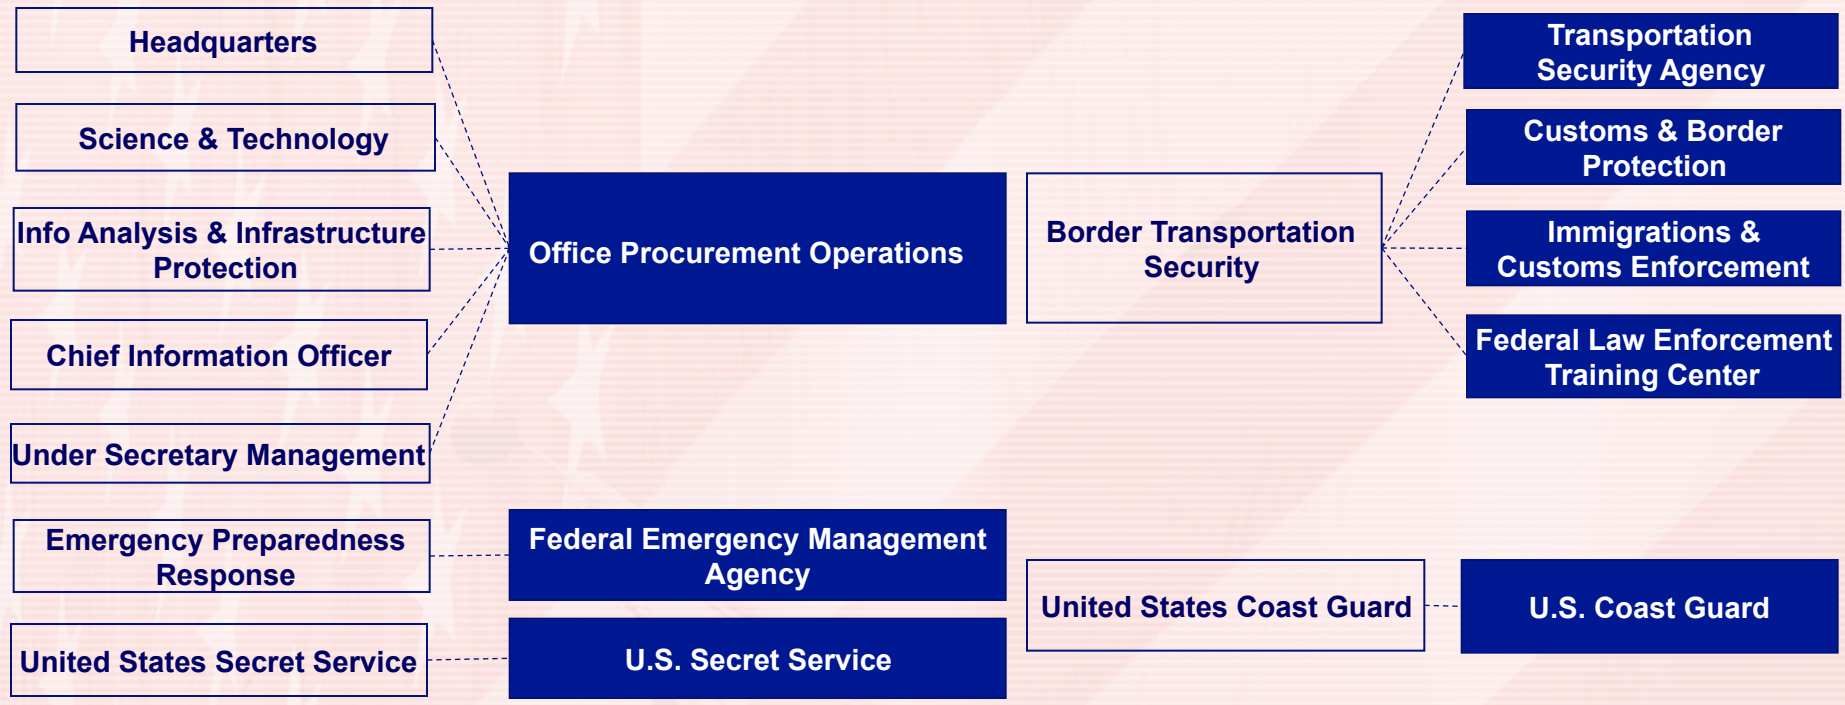 Headquarters
Science & Technology
Info Analysis & Infrastructure
Protection
Chief Information Officer
Under Secretary Management
Emergency Preparedness
Response
United States Secret Service
Office Procurement Operations
Federal Emergency Management
Agency
U.S. Secret Service
Border Transportation
Security
United States Coast Guard
Transportation
Security Agency
Customs & Border
Protection
Immigrations &
Customs Enforcement
Federal Law Enforcement
Training Center
U.S. Coast Guard